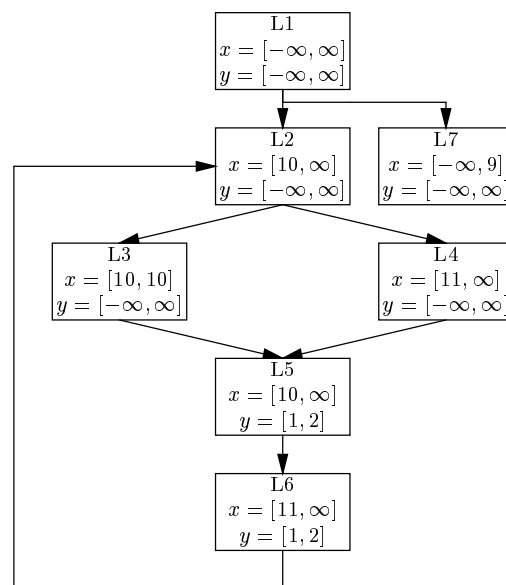 L1
x = [−∞, ∞]
y = [−∞, ∞]
L2
x = [10, ∞]
y = [−∞, ∞]
L7
x = [−∞, 9]
y = [−∞, ∞]
L3
x = [10, 10]
y = [−∞, ∞]
L4
x = [11, ∞]
y = [−∞, ∞]
L5
x = [10, ∞]
y = [1, 2]
L6
x = [11, ∞]
y = [1, 2]